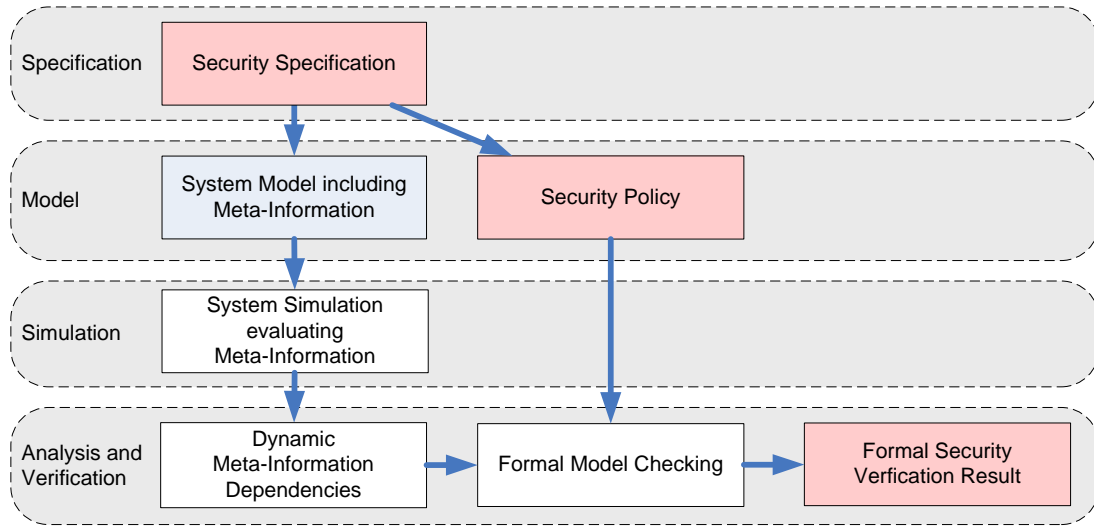 Specification
Security Specification
Model
System Model including
Meta-Information
Security Policy
Simulation
System Simulation
evaluating
Meta-Information
Analysis and
Verification
Dynamic
Meta-Information
Dependencies
Formal Model Checking
Formal Security
Verfication Result